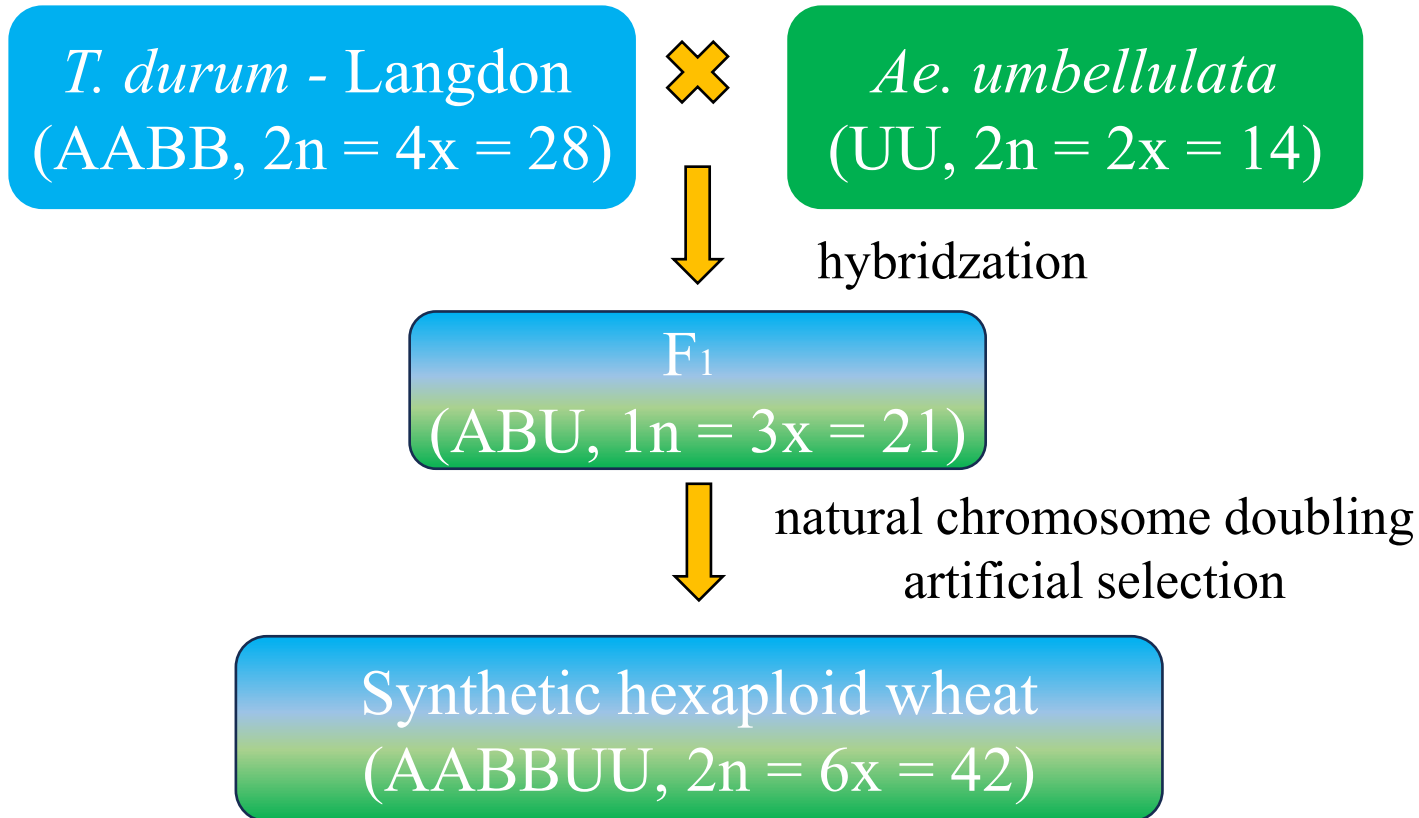 T. durum - Langdon
(AABB, 2n = 4x = 28)
Ae. umbellulata
(UU, 2n = 2x = 14)
hybridzation
F1
(ABU, 1n = 3x = 21)
natural chromosome doubling
artificial selection
Synthetic hexaploid wheat
(AABBUU, 2n = 6x = 42)